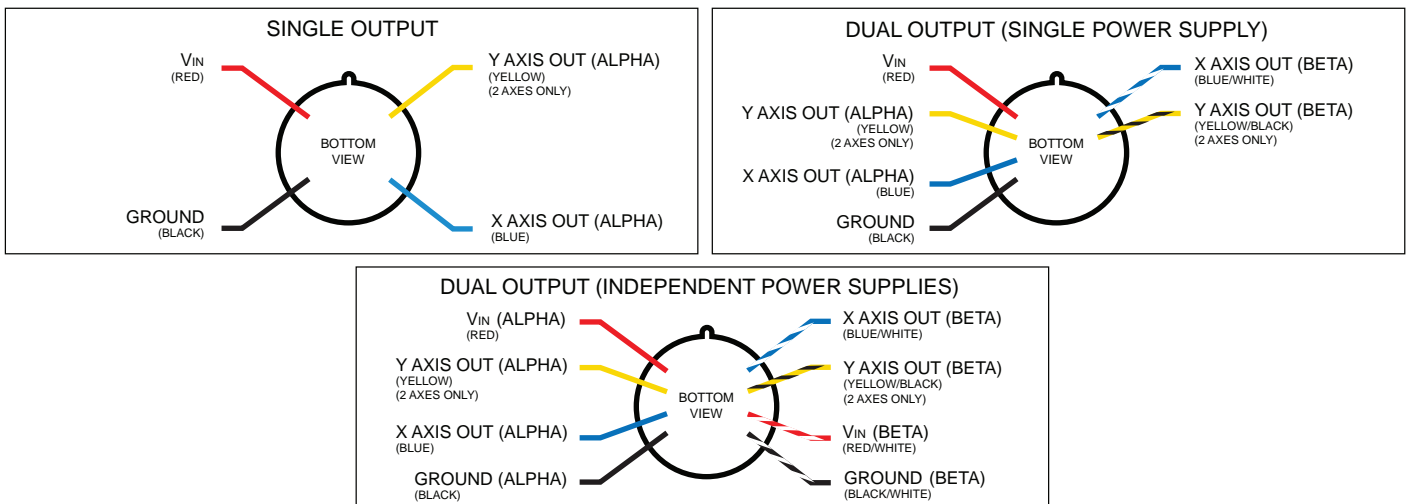 SINGLE OUTPUT
VIN
(RED)
Y AXIS OUT (ALPHA)
(YELLOW)
(2 AXES ONLY)
BOTTOM
VIEW
GROUND
(BLACK)
X AXIS OUT (ALPHA)
(BLUE)
DUAL OUTPUT (SINGLE POWER SUPPLY)
VIN
(RED)
X AXIS OUT (BETA)
(BLUE/WHITE)
Y AXIS OUT (ALPHA)
(YELLOW)
(2 AXES ONLY)
Y AXIS OUT (BETA)
(YELLOW/BLACK)
(2 AXES ONLY)
BOTTOM
VIEW
X AXIS OUT (ALPHA)
(BLUE)
GROUND
(BLACK)
DUAL OUTPUT (INDEPENDENT POWER SUPPLIES)
VIN (ALPHA)
(RED)
X AXIS OUT (BETA)
(BLUE/WHITE)
Y AXIS OUT (ALPHA)
(YELLOW)
(2 AXES ONLY)
Y AXIS OUT (BETA)
(YELLOW/BLACK)
(2 AXES ONLY)
BOTTOM
VIEW
X AXIS OUT (ALPHA)
(BLUE)
VIN (BETA)
(RED/WHITE)
GROUND (ALPHA)
(BLACK)
GROUND (BETA)
(BLACK/WHITE)